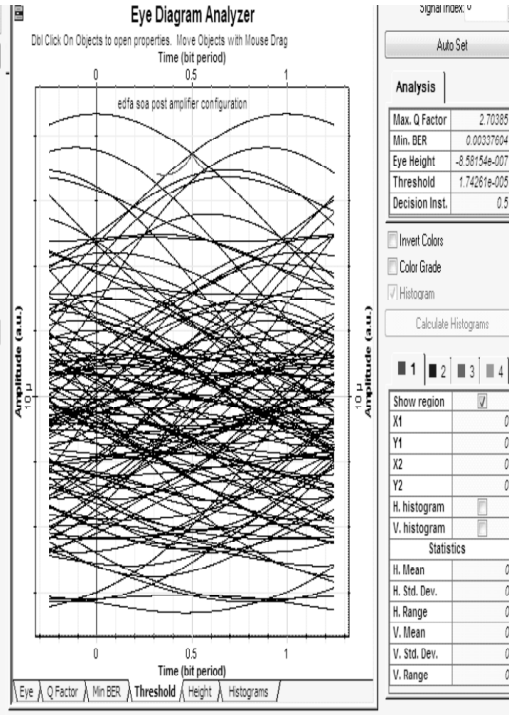 Eye Diagram Analyzer
Dbl Click On Objects to open properties. Move Objects with Mouse Drag
Time (bit period)
0 0.5 1
edfa soa post amplifier configuration
Amplitude (a.u.)
10 μ
10 μ
Amplitude (a.u.)
0 0.5 1
Time (bit period)
Eye Q Factor Min BER Threshold Height Histograms
Signal Index: 0
Auto Set
Analysis
Max. Q Factor 2.70385
Min. BER 0.00337604
Eye Height -8.58154e-007
Threshold 1.74261e-005
Decision Inst. 0.5
Invert Colors
Color Grade
Histogram
Calculate Histograms
1 2 3 4
Show region
X1 0
Y1 0
X2 0
Y2 0
H. histogram
V. histogram
Statistics
H. Mean 0
H. Std. Dev. 0
H. Range 0
V. Mean 0
V. Std. Dev. 0
V. Range 0